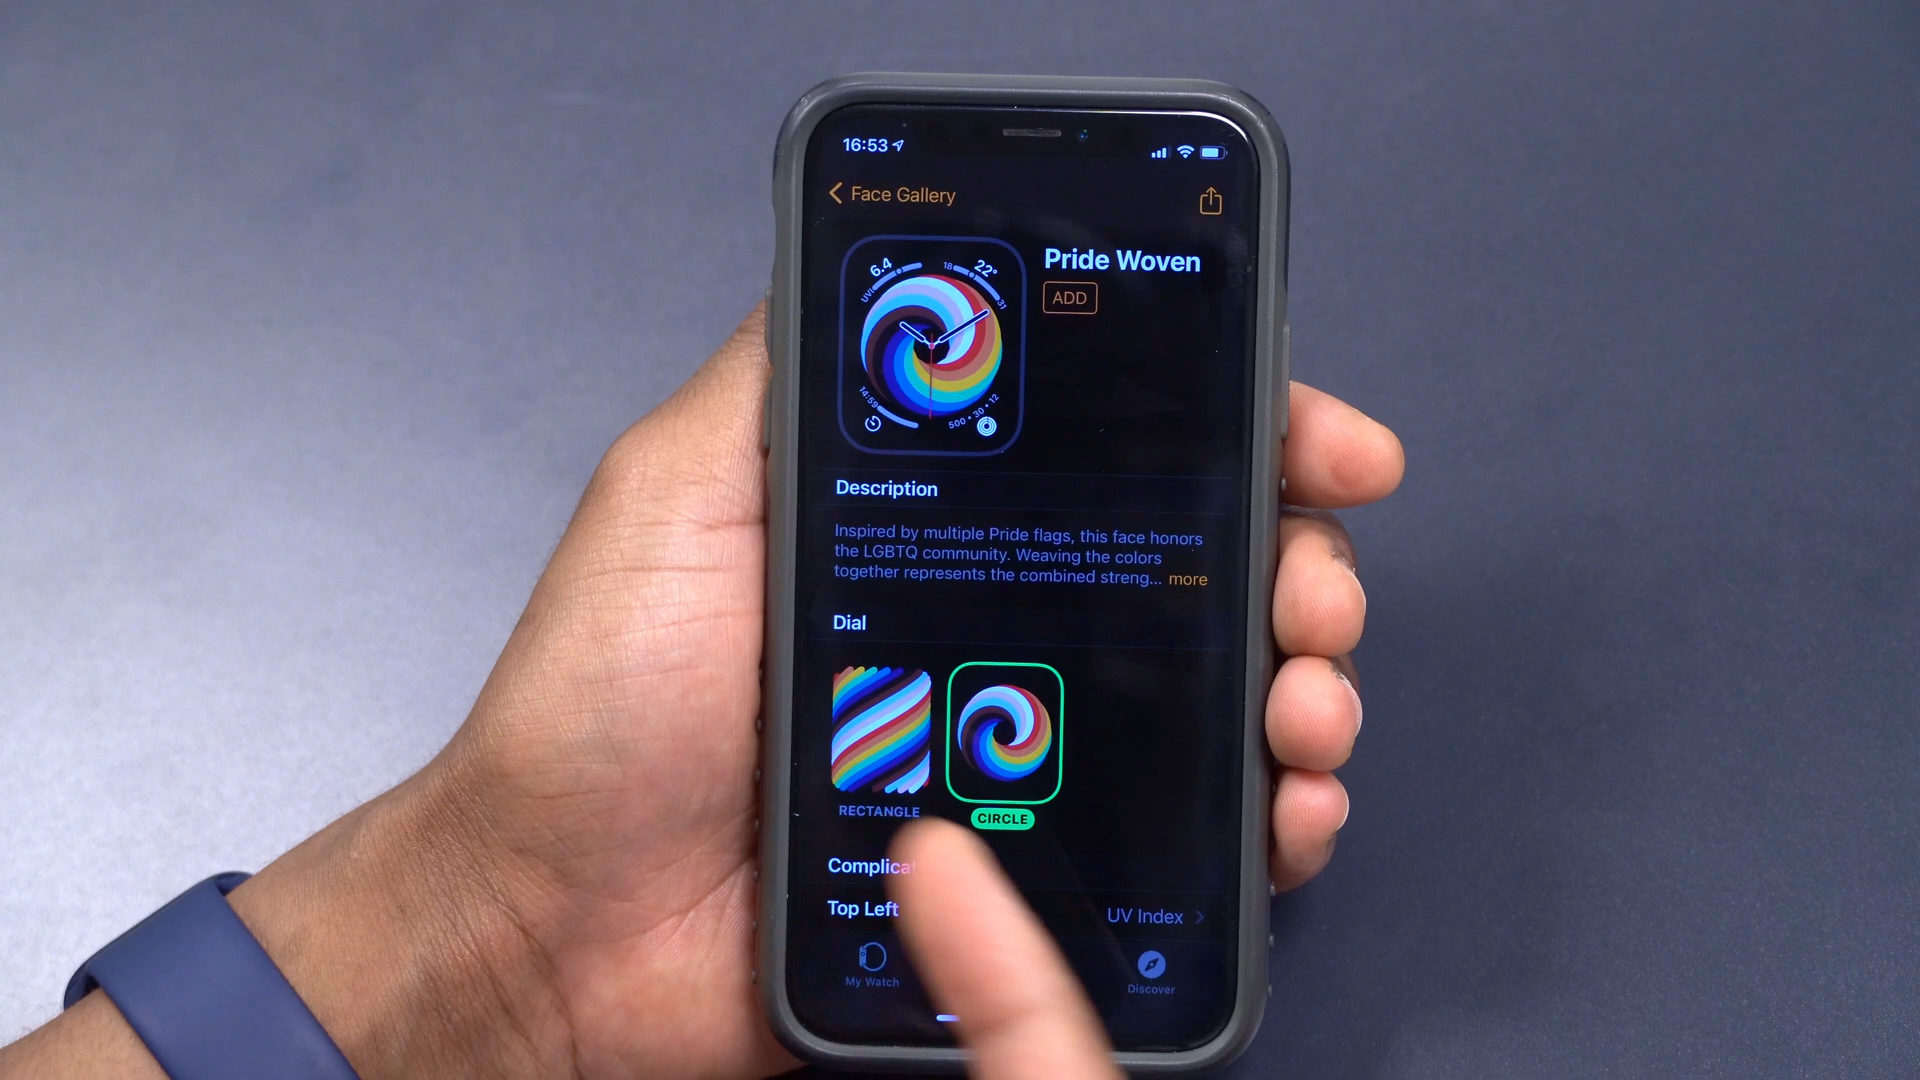 16:53
Face Gallery
6.4
UVI
18
22°
31
14:59
500 • 30 • 12
Pride Woven
ADD
Description
Inspired by multiple Pride flags, this face honors
the LGBTQ community. Weaving the colors
together represents the combined streng... more
Dial
RECTANGLE
CIRCLE
Complica
Top Left
UV Index
My Watch
Discover